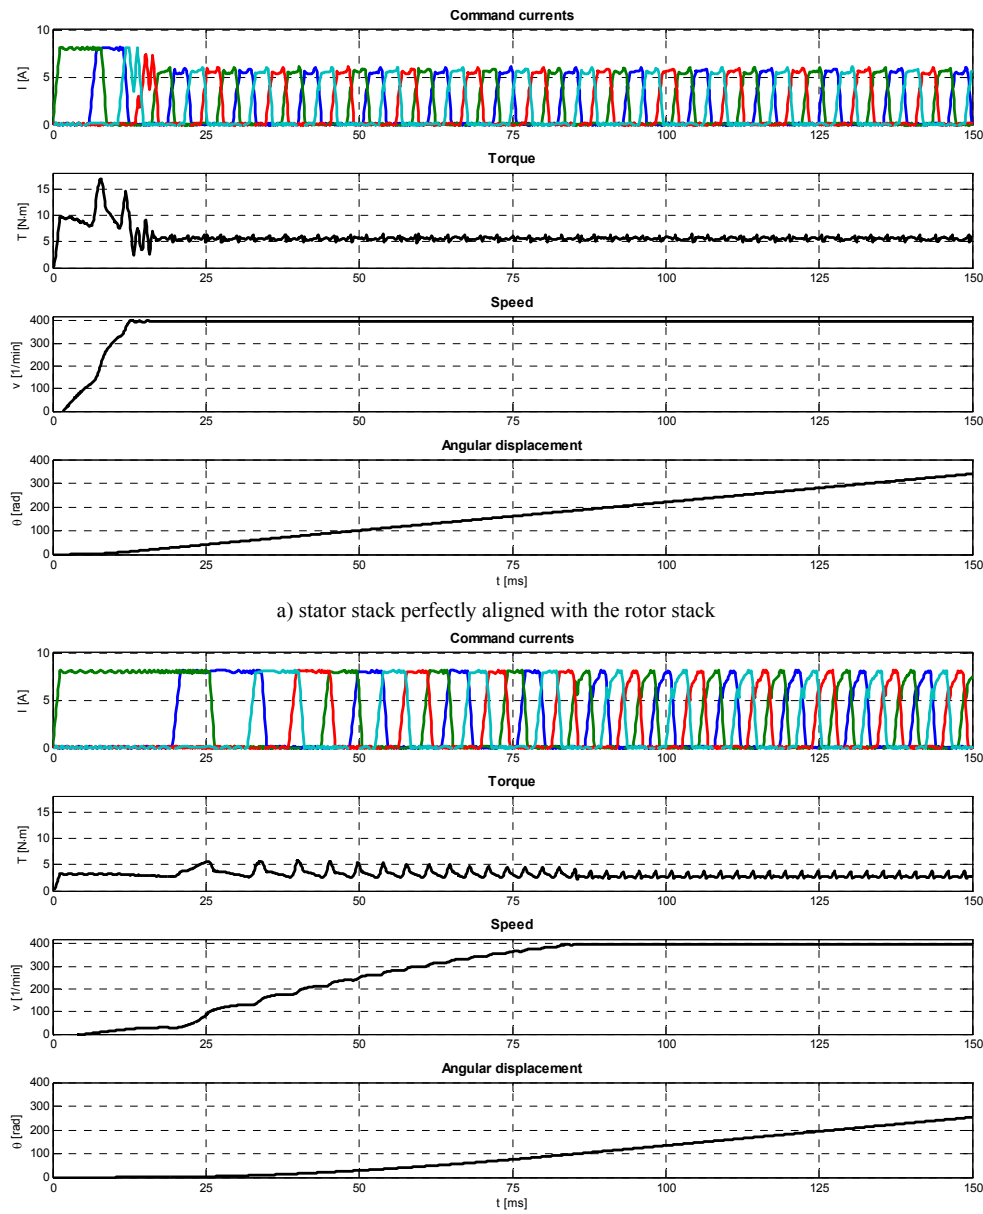 Command currents
10
5
0
I [A]
0 25 50 75 100 125 150
Torque
15
10
5
0
T [N·m]
0 25 50 75 100 125 150
Speed
400
300
200
100
0
v [1/min]
0 25 50 75 100 125 150
Angular displacement
400
300
200
100
0
θ [rad]
0 25 50 75 100 125 150
t [ms]
a) stator stack perfectly aligned with the rotor stack
Command currents
10
5
0
I [A]
0 25 50 75 100 125 150
Torque
15
10
5
0
T [N·m]
0 25 50 75 100 125 150
Speed
400
300
200
100
0
v [1/min]
0 25 50 75 100 125 150
Angular displacement
400
300
200
100
0
θ [rad]
0 25 50 75 100 125 150
t [ms]